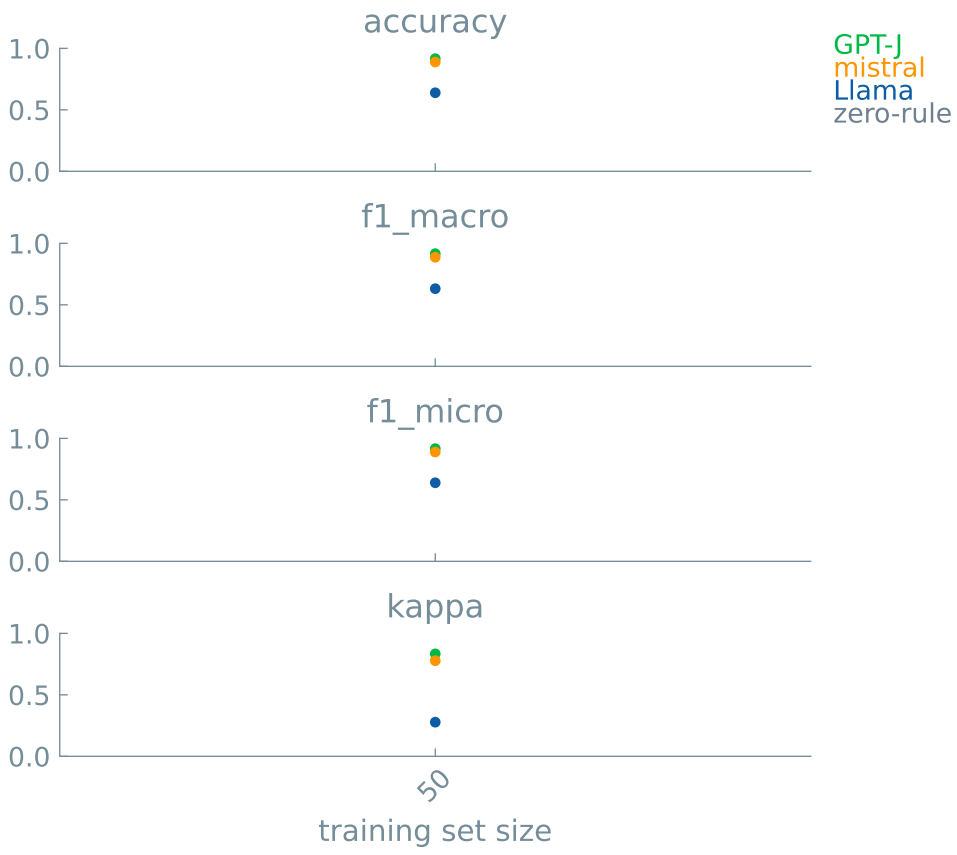 accuracy
1.0
0.5
0.0
GPT-J
mistral
Llama
zero-rule
f1_macro
1.0
0.5
0.0
f1_micro
1.0
0.5
0.0
kappa
1.0
0.5
0.0
50
training set size